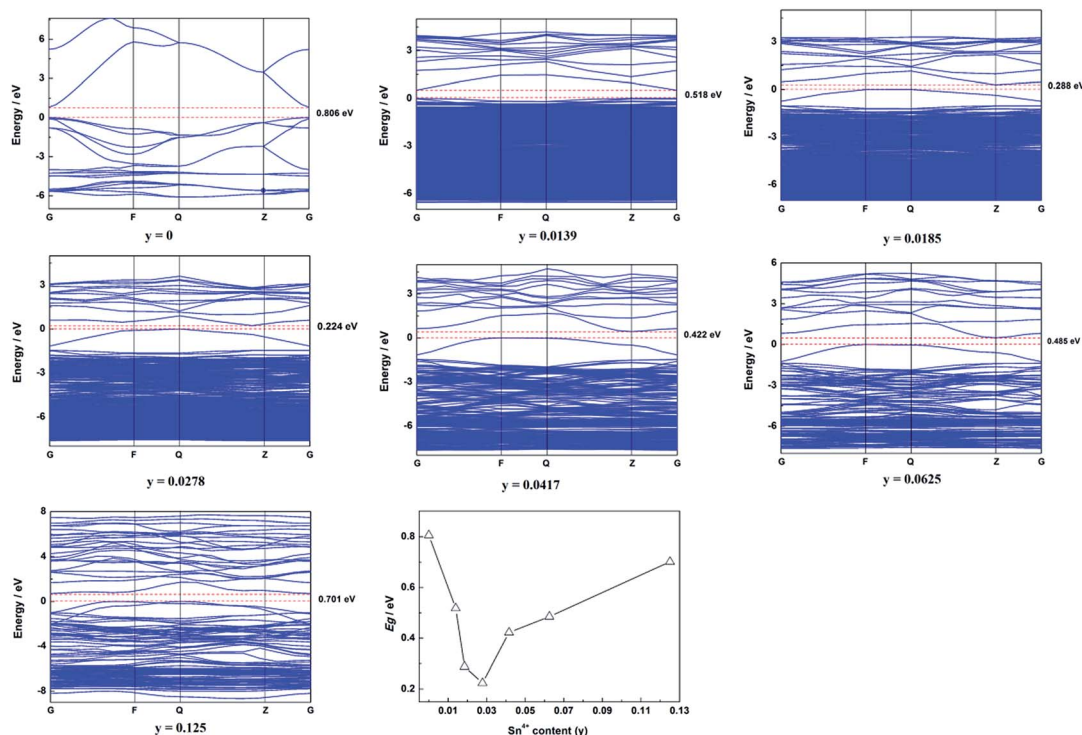 Energy / eV
6
3
0
-3
-6
0.806 eV
G F Q Z G
y = 0
Energy / eV
3
0
-3
-6
0.518 eV
G F Q Z G
y = 0.0139
Energy / eV
3
0
-3
-6
0.288 eV
G F Q Z G
y = 0.0185
Energy / eV
3
0
-3
-6
0.224 eV
G F Q Z G
y = 0.0278
Energy / eV
3
0
-3
-6
0.422 eV
G F Q Z G
y = 0.0417
Energy / eV
6
3
0
-3
-6
0.485 eV
G F Q Z G
y = 0.0625
Energy / eV
8
4
0
-4
-8
0.701 eV
G F Q Z G
y = 0.125
Eg / eV
0.8
0.6
0.4
0.2
0.01 0.03 0.05 0.07 0.09 0.11 0.13
Sn⁴⁺ content (y)